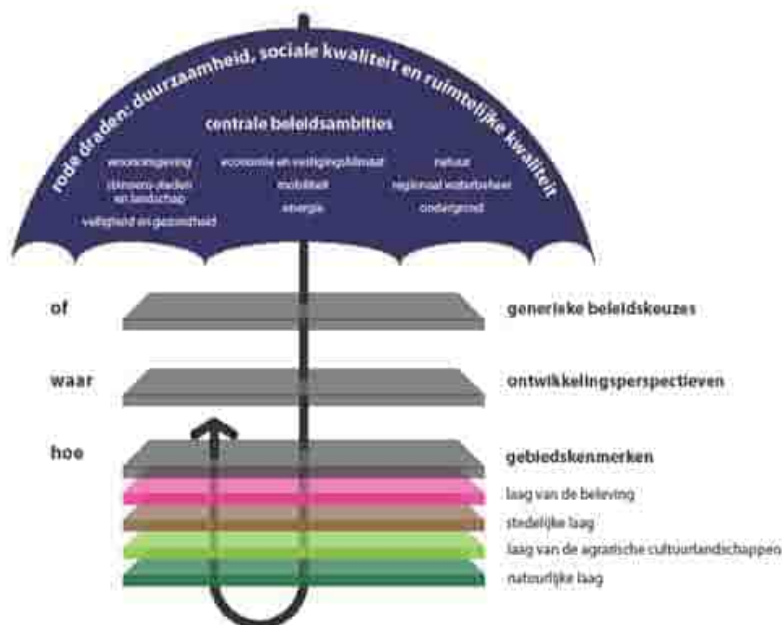 rode draden: duurzaamheid, sociale kwaliteit en ruimtelijke kwaliteit
centrale beleidsambities
woonomgeving
(binnen)steden
en landschap
veiligheid en gezondheid
economie en vestigingsklimaat
mobiliteit
energie
natuur
regionaal waterbeheer
ondergrond
of
generieke beleidskeuzes
waar
ontwikkelingsperspectieven
hoe
gebiedskenmerken
laag van de beleving
stedelijke laag
laag van de agrarische cultuurlandschappen
natuurlijke laag